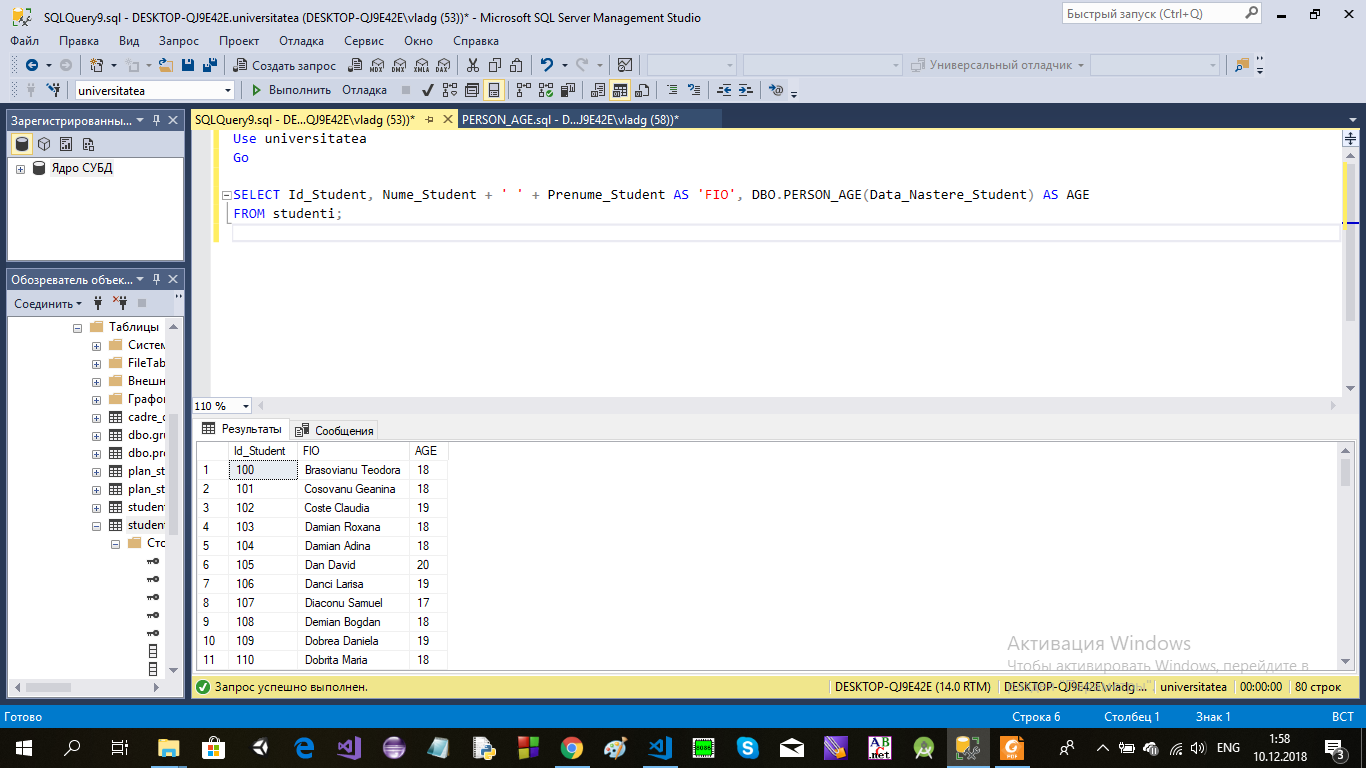 SQLQuery9.sql - DESKTOP-QJ9E42E.universitatea (DESKTOP-QJ9E42E\vladg (53))* - Microsoft SQL Server Management Studio
Быстрый запуск (Ctrl+Q)
Файл Правка Вид Запрос Проект Отладка Сервис Окно Справка
Создать запрос MDX DMX XMLA DAX Универсальный отладчик
universitatea Выполнить Отладка
Зарегистрированны...
Ядро СУБД
SQLQuery9.sql - DE...QJ9E42E\vladg (53))* PERSON_AGE.sql - D...J9E42E\vladg (58))*
Use universitatea
Go
SELECT Id_Student, Nume_Student + ' ' + Prenume_Student AS 'FIO', DBO.PERSON_AGE(Data_Nastere_Student) AS AGE
FROM studenti;
Обозреватель объек...
Соединить
Таблицы
Систем
FileTab
Внешн
Графо
cadre_
dbo.gru
dbo.pr
plan_st
plan_st
studen
studen
Сто
110 %
Результаты Сообщения
Id_Student FIO AGE
1 100 Brasovianu Teodora 18
2 101 Cosovanu Geanina 18
3 102 Coste Claudia 19
4 103 Damian Roxana 18
5 104 Damian Adina 18
6 105 Dan David 20
7 106 Danci Larisa 19
8 107 Diaconu Samuel 17
9 108 Demian Bogdan 18
10 109 Dobrea Daniela 19
11 110 Dobrita Maria 18
Активация Windows
Чтобы активировать Windows, перейдите в
Запрос успешно выполнен. DESKTOP-QJ9E42E (14.0 RTM) DESKTOP-QJ9E42E\vladg ... universitatea 00:00:00 80 строк
Готово Строка 6 Столбец 1 Знак 1 ВСТ
ENG 1:58
10.12.2018
3